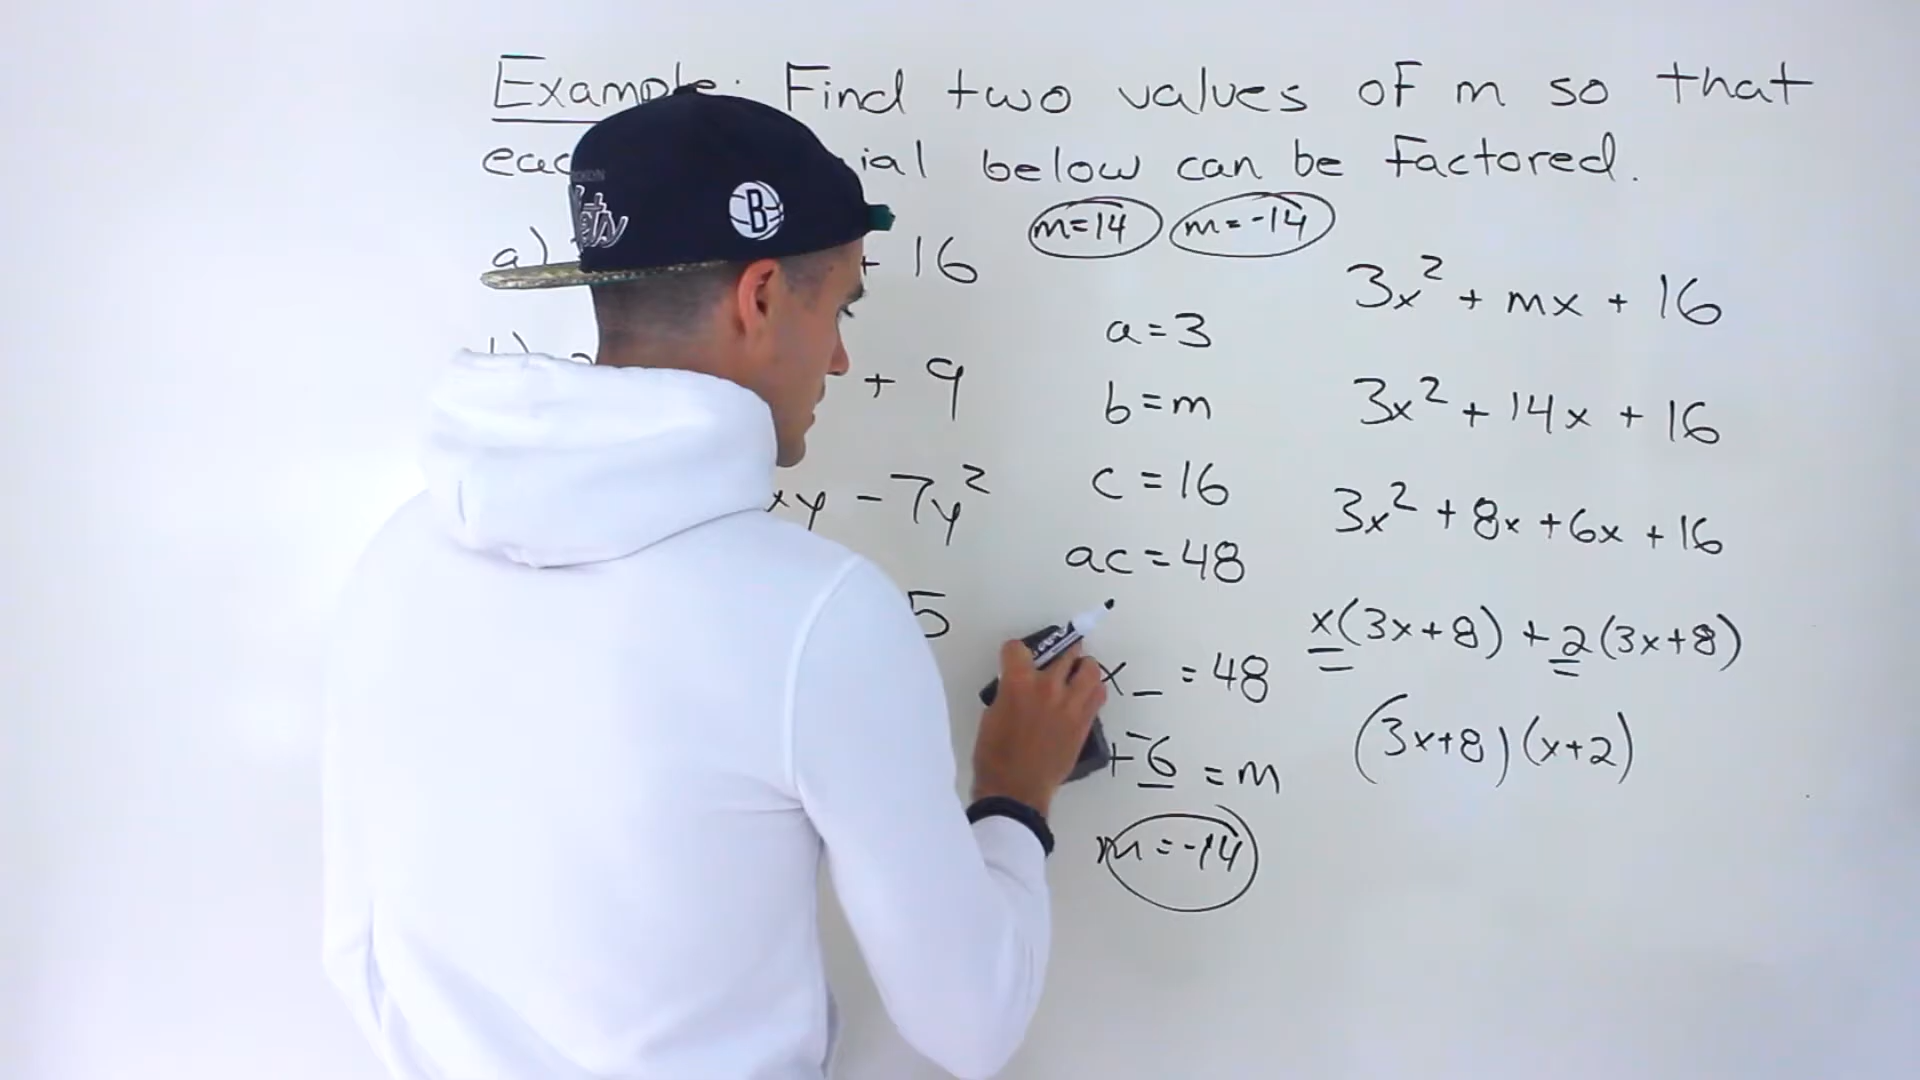 Example: Find two values of m so that
ial below can be factored.
m=14 m=-14
a) + 16
+ 9
xy - 7y²
5
a=3
b=m
c=16
ac=48
x _ = 48
+ -6 = m
m=-14
3x² + mx + 16
3x² + 14x + 16
3x² + 8x + 6x + 16
x(3x+8) + 2(3x+8)
(3x+8)(x+2)
Nets
B